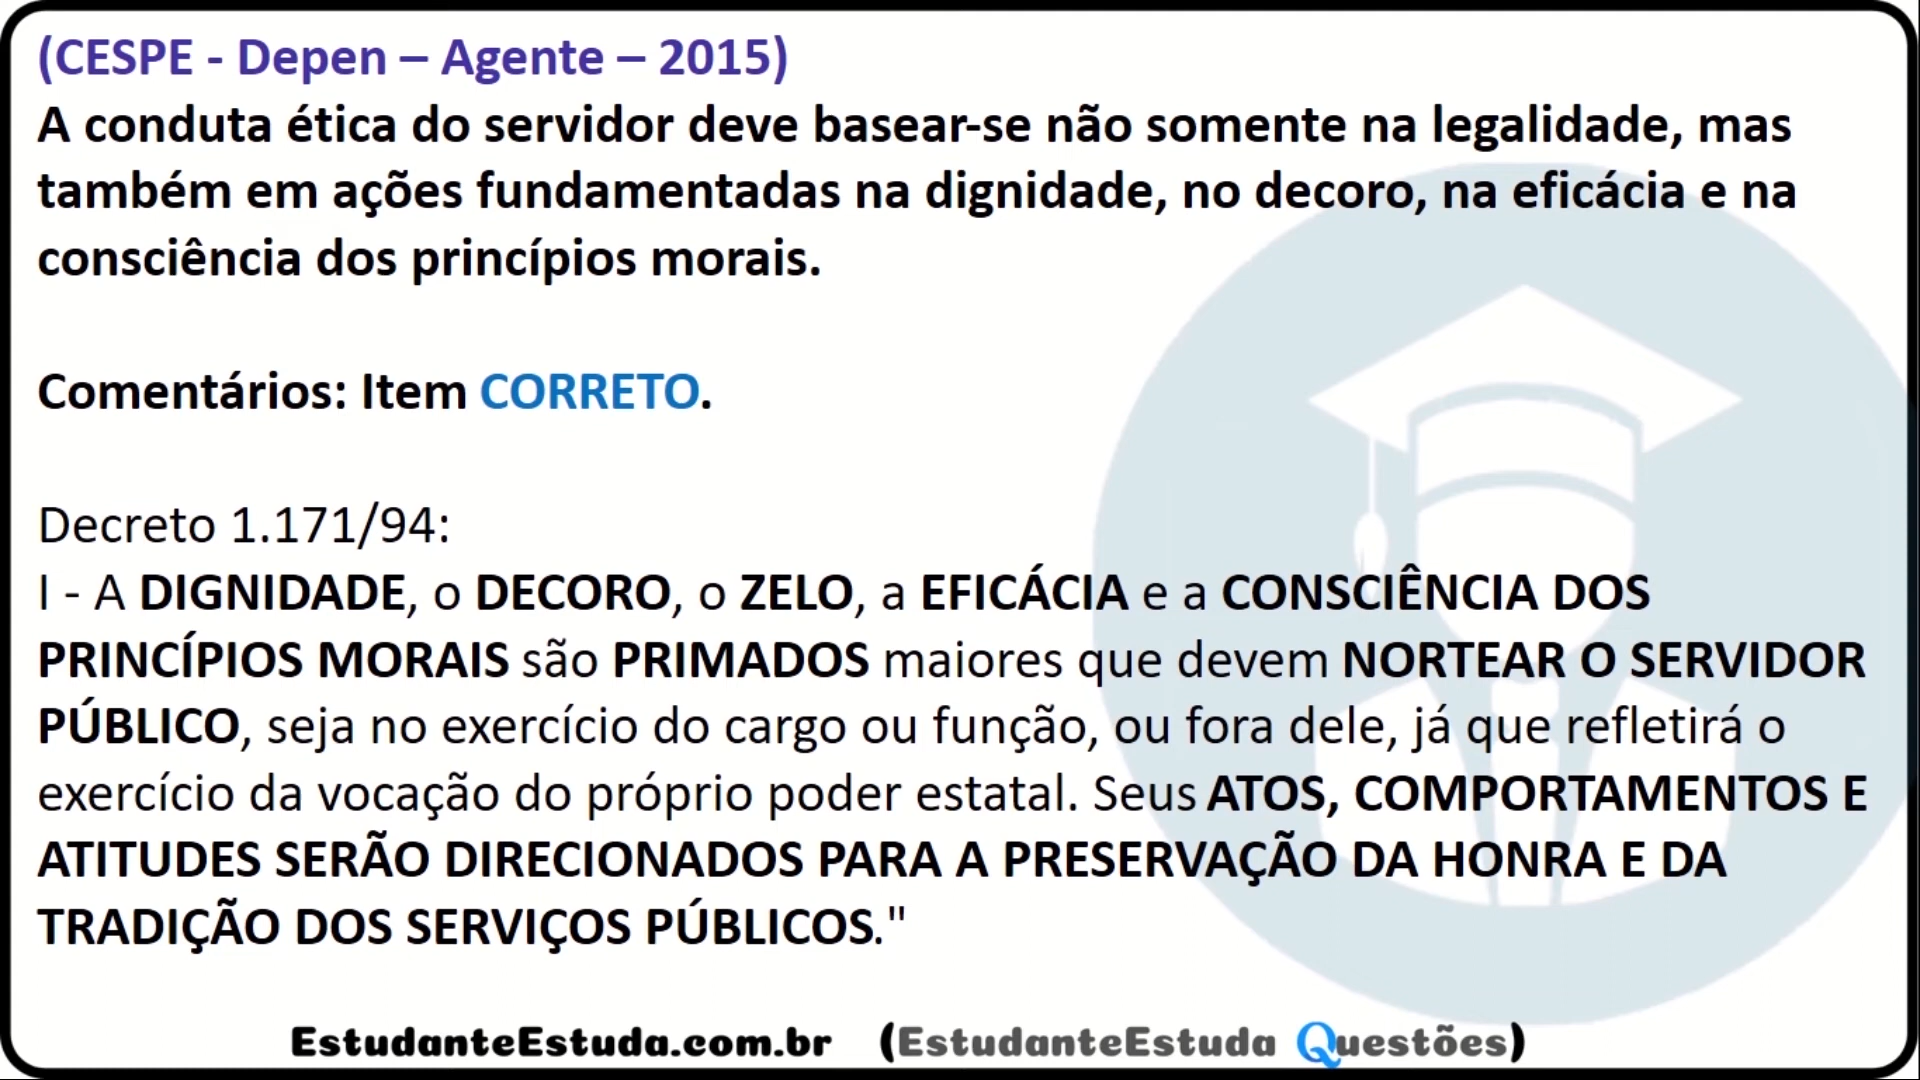 (CESPE - Depen – Agente – 2015)
A conduta ética do servidor deve basear-se não somente na legalidade, mas
também em ações fundamentadas na dignidade, no decoro, na eficácia e na
consciência dos princípios morais.
Comentários: Item CORRETO.
Decreto 1.171/94:
I - A DIGNIDADE, o DECORO, o ZELO, a EFICÁCIA e a CONSCIÊNCIA DOS
PRINCÍPIOS MORAIS são PRIMADOS maiores que devem NORTEAR O SERVIDOR
PÚBLICO, seja no exercício do cargo ou função, ou fora dele, já que refletirá o
exercício da vocação do próprio poder estatal. Seus ATOS, COMPORTAMENTOS E
ATITUDES SERÃO DIRECIONADOS PARA A PRESERVAÇÃO DA HONRA E DA
TRADIÇÃO DOS SERVIÇOS PÚBLICOS."
EstudanteEstuda.com.br (EstudanteEstuda Questões)